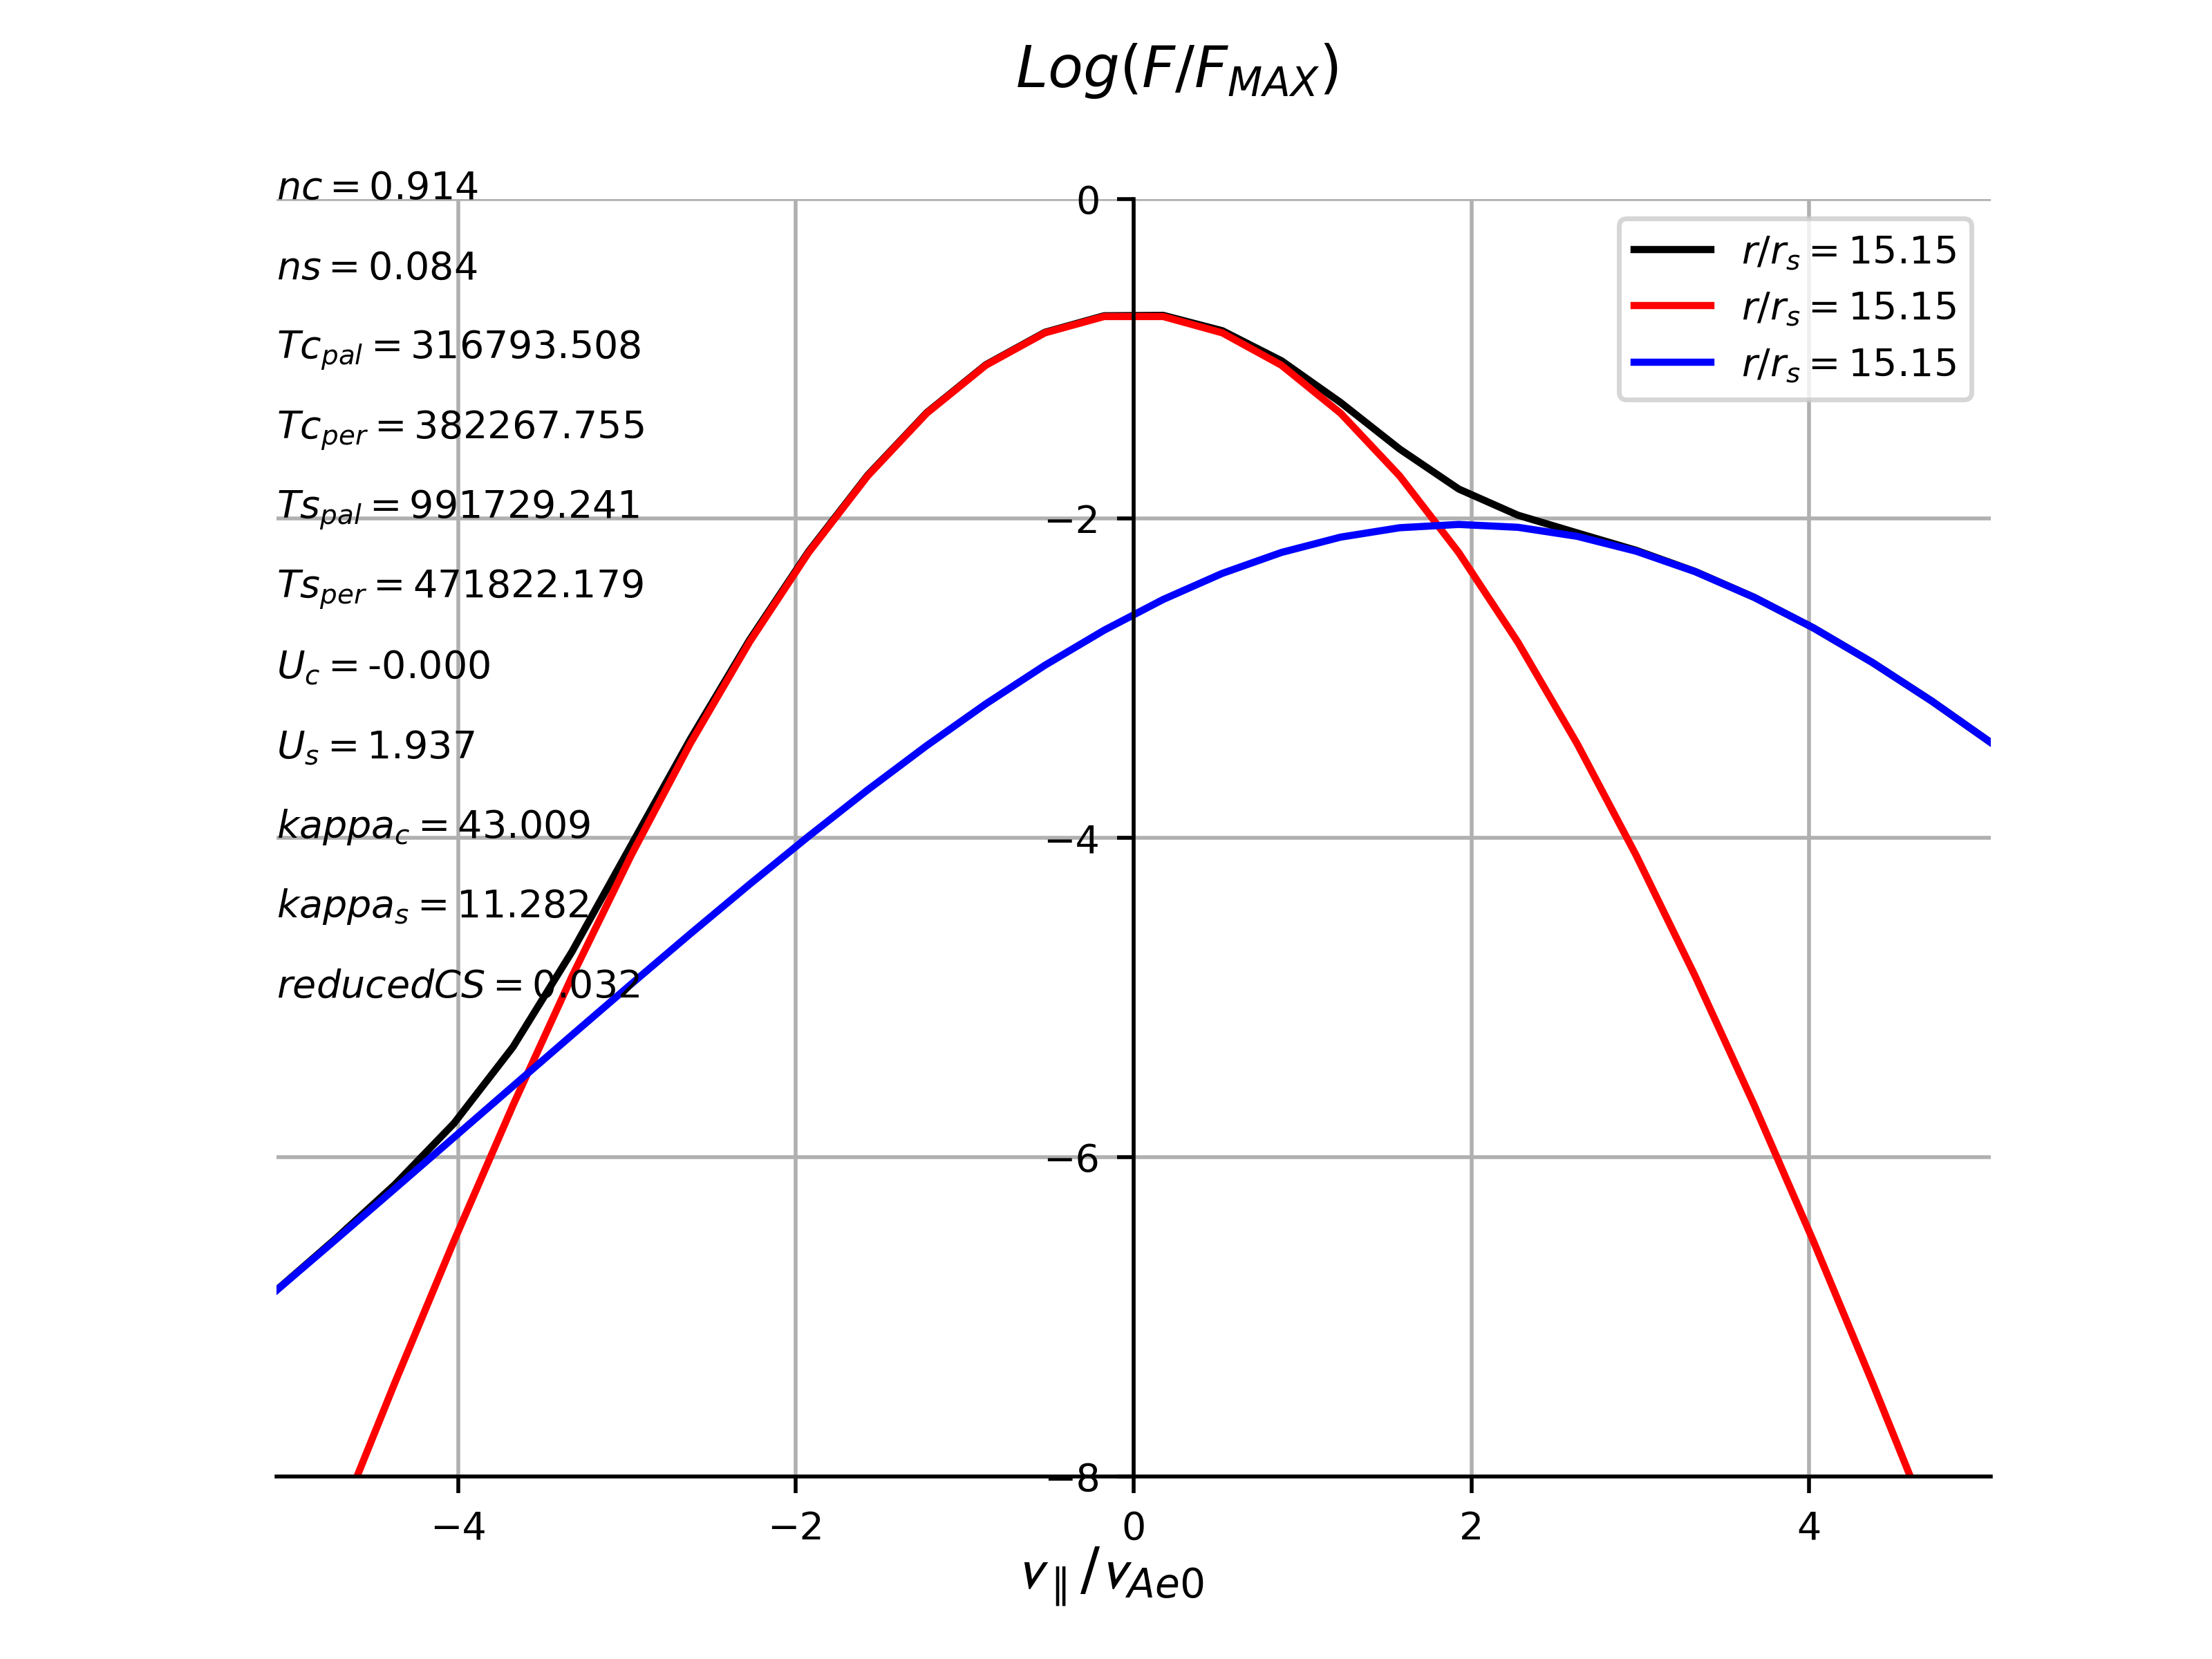 Log(F/F_MAX)
nc = 0.914
ns = 0.084
Tc_pal = 316793.508
Tc_per = 382267.755
Ts_pal = 991729.241
Ts_per = 471822.179
U_c = -0.000
U_s = 1.937
kappa_c = 43.009
kappa_s = 11.282
reducedCS = 0.032
r/r_s = 15.15
r/r_s = 15.15
r/r_s = 15.15
0
−2
−4
−6
−8
−4 −2 0 2 4
v_∥/v_Ae0